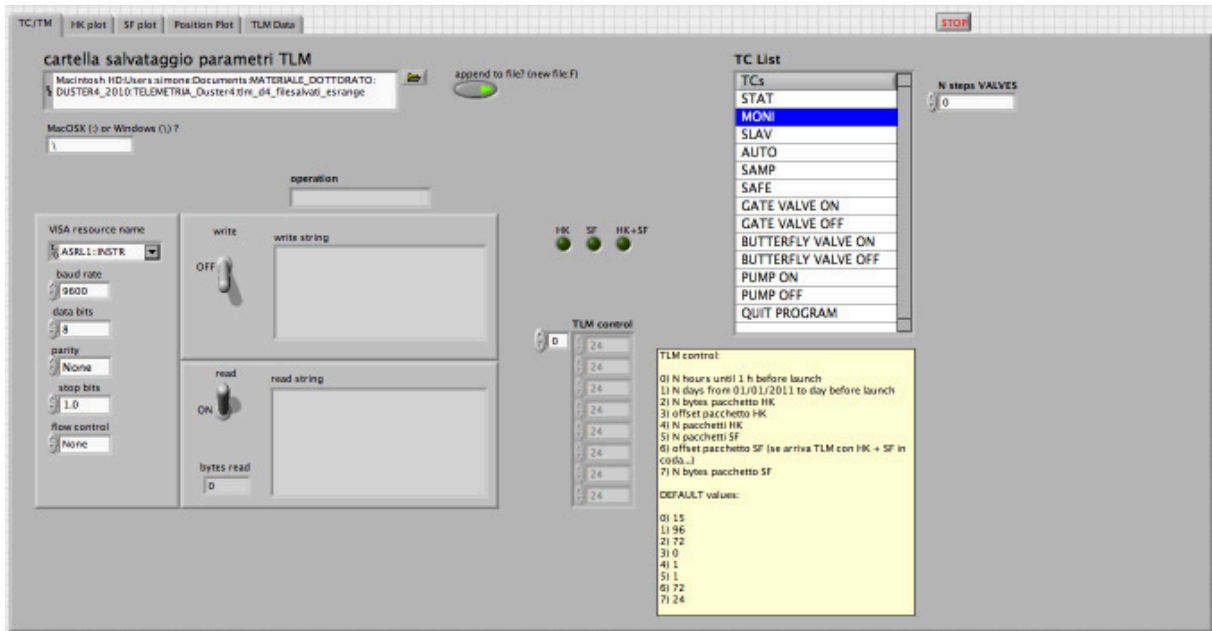 TC/TM
HK plot
SF plot
Position Plot
TLM Data
STOP
cartella salvataggio parametri TLM
Macintosh HD:Users:simone:Documents:MATERIALE_DOTTORATO:
DUSTER4_2010:TELEMETRIA_Duster4:tlm_d4_filesalvati_esrange
append to file? (new file:F)
MacOSX (:) or Windows (\) ?
\
operation
VISA resource name
ASRL1::INSTR
baud rate
9600
data bits
8
parity
None
stop bits
1.0
flow control
None
write
OFF
write string
read
ON
read string
bytes read
0
HK
SF
HK+SF
TLM control
0
24
24
24
24
24
24
24
24
TC List
TCs
STAT
MONI
SLAV
AUTO
SAMP
SAFE
GATE VALVE ON
GATE VALVE OFF
BUTTERFLY VALVE ON
BUTTERFLY VALVE OFF
PUMP ON
PUMP OFF
QUIT PROGRAM
N steps VALVES
0
TLM control:
0) N hours until 1 h before launch
1) N days from 01/01/2011 to day before launch
2) N bytes pacchetto HK
3) offset pacchetto HK
4) N pacchetti HK
5) N pacchetti SF
6) offset pacchetto SF (se arriva TLM con HK + SF in
coda...)
7) N bytes pacchetto SF
DEFAULT values:
0) 15
1) 96
2) 72
3) 0
4) 1
5) 1
6) 72
7) 24